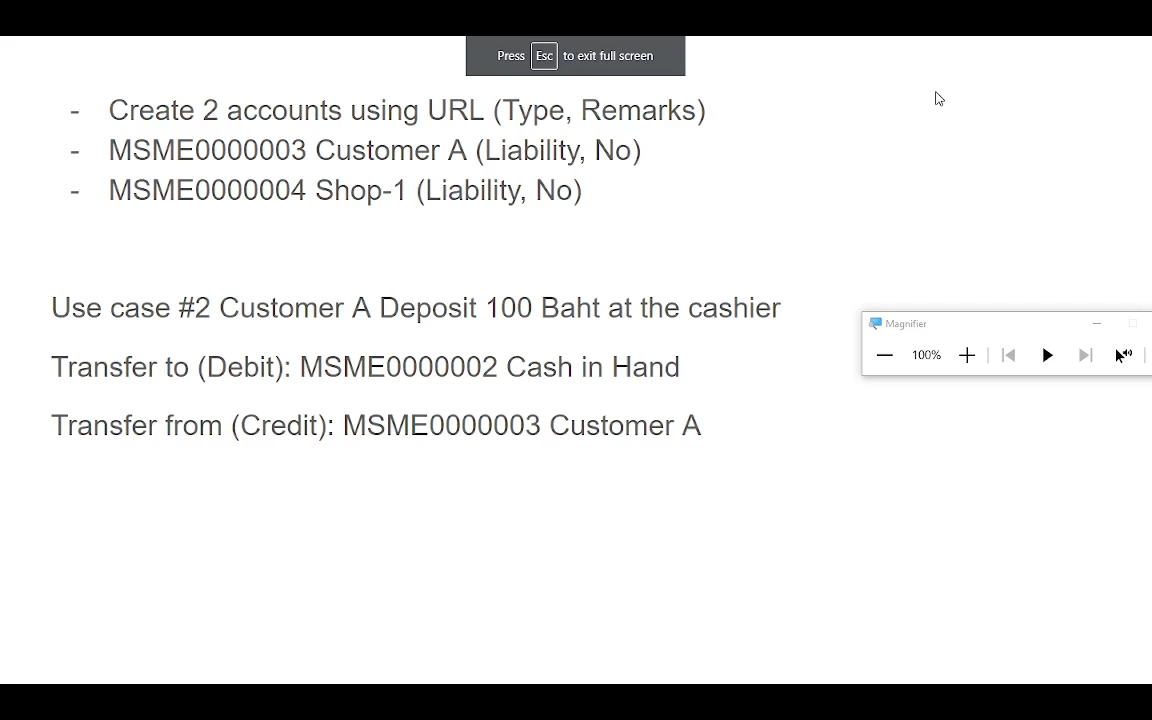 Press Esc to exit full screen
- Create 2 accounts using URL (Type, Remarks)
- MSME0000003 Customer A (Liability, No)
- MSME0000004 Shop-1 (Liability, No)
Use case #2 Customer A Deposit 100 Baht at the cashier
Magnifier
100%
Transfer to (Debit): MSME0000002 Cash in Hand
Transfer from (Credit): MSME0000003 Customer A